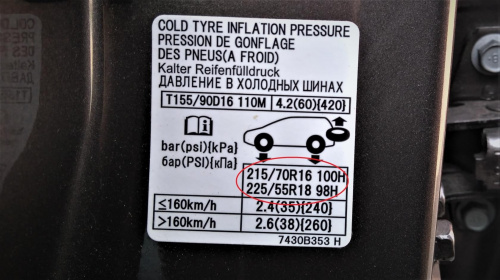 COLD TYRE INFLATION PRESSURE
PRESSION DE GONFLAGE
DES PNEUS(A FROID)
Kalter Reifenfülldruck
ДАВЛЕНИЕ В ХОЛОДНЫХ ШИНАХ
T155/90D16 110M 4.2(60){420}
bar(psi){kPa}
бар(PSI){кПа}
215/70R16 100H
225/55R18 98H
≤160km/h 2.4(35){240}
>160km/h 2.6(38){260}
7430B353 H